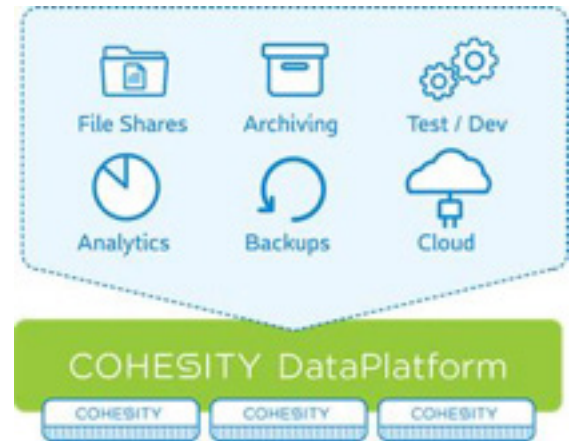 File Shares Archiving Test / Dev
Analytics Backups Cloud
COHESITY DataPlatform
COHESITY COHESITY COHESITY